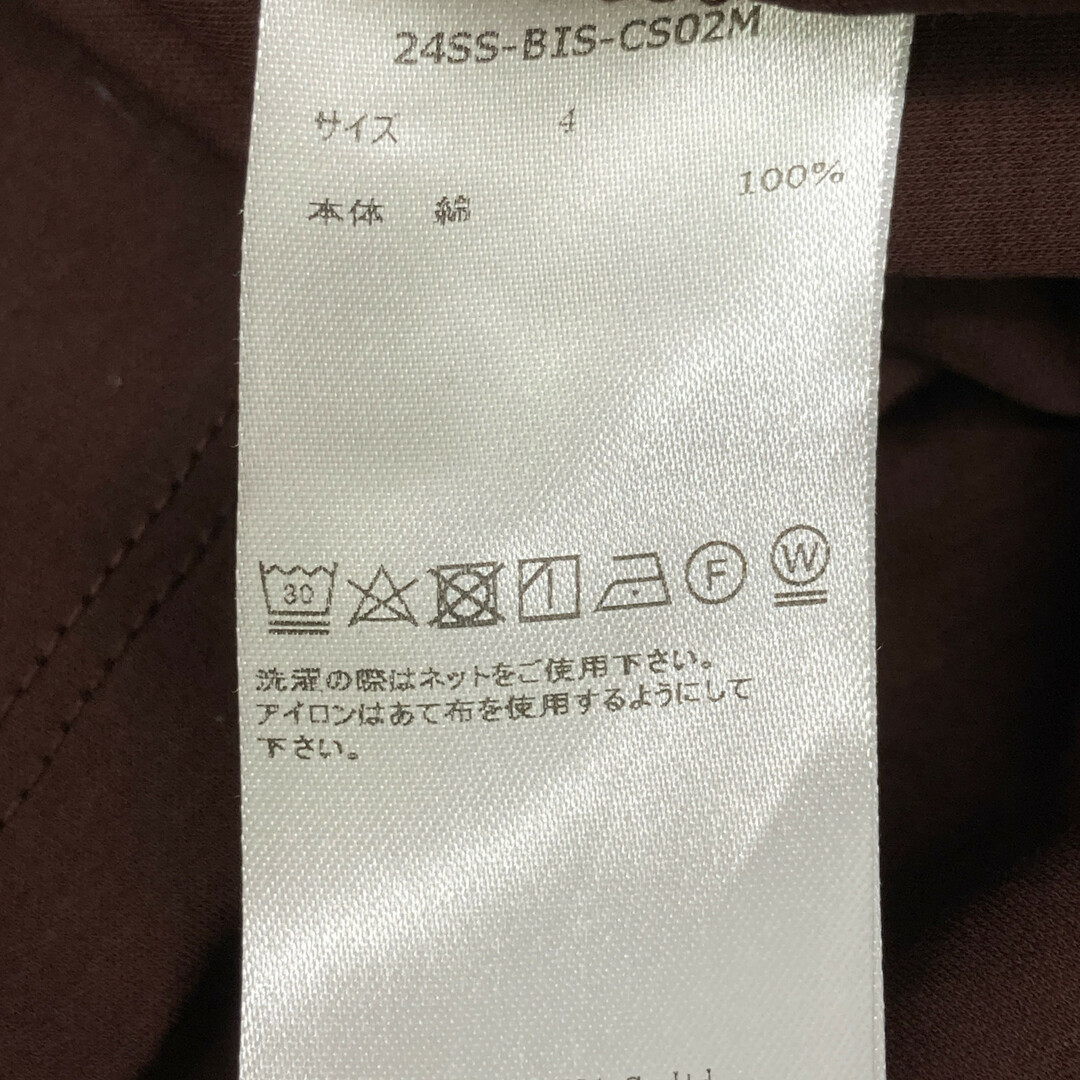 24SS-BIS-CS02M
サイズ 4
本体 綿 100%
30 F W
洗濯の際はネットをご使用下さい。
アイロンはあて布を使用するようにして
下さい。